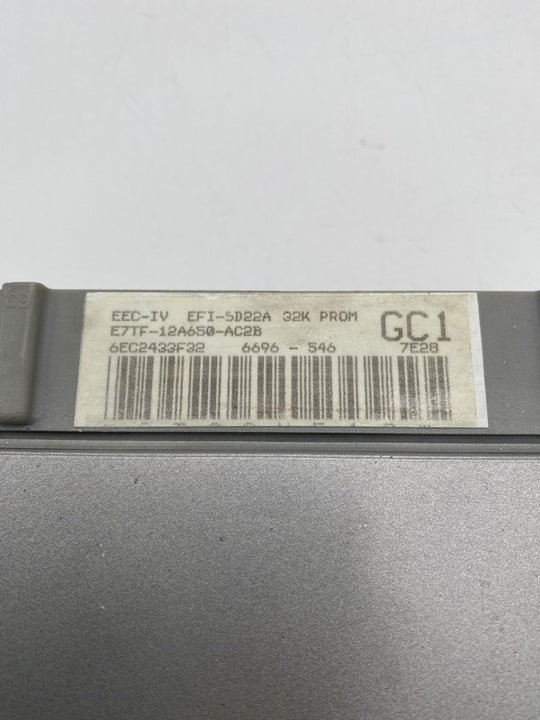 EEC-IV EFI-SD22A 32K PROM
E7TF-12A650-AC2B
GC1
6EC2433F32 6696 - 546 7E28